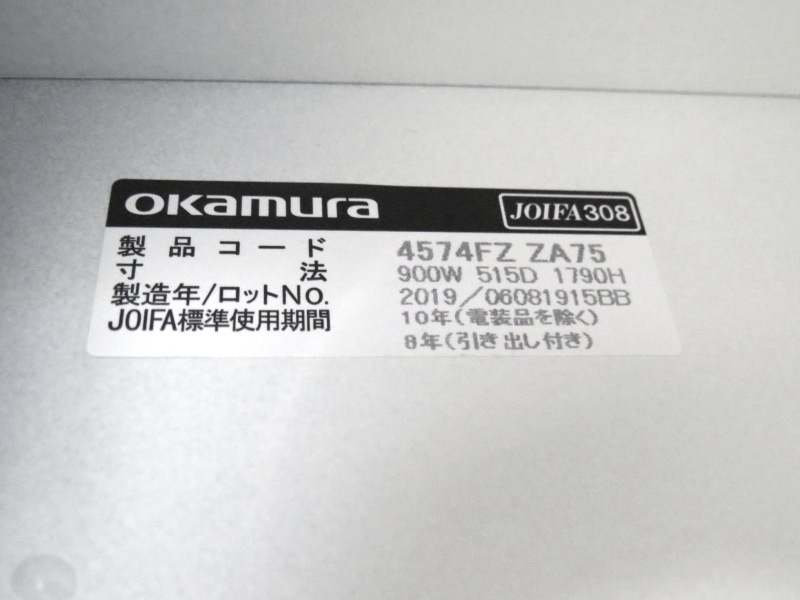 okamura JOIFA308
製品コード 4574FZ ZA75
寸法 900W 515D 1790H
製造年/ロットNo. 2019/06081915BB
JOIFA標準使用期間 10年(電装品を除く)
8年(引き出し付き)